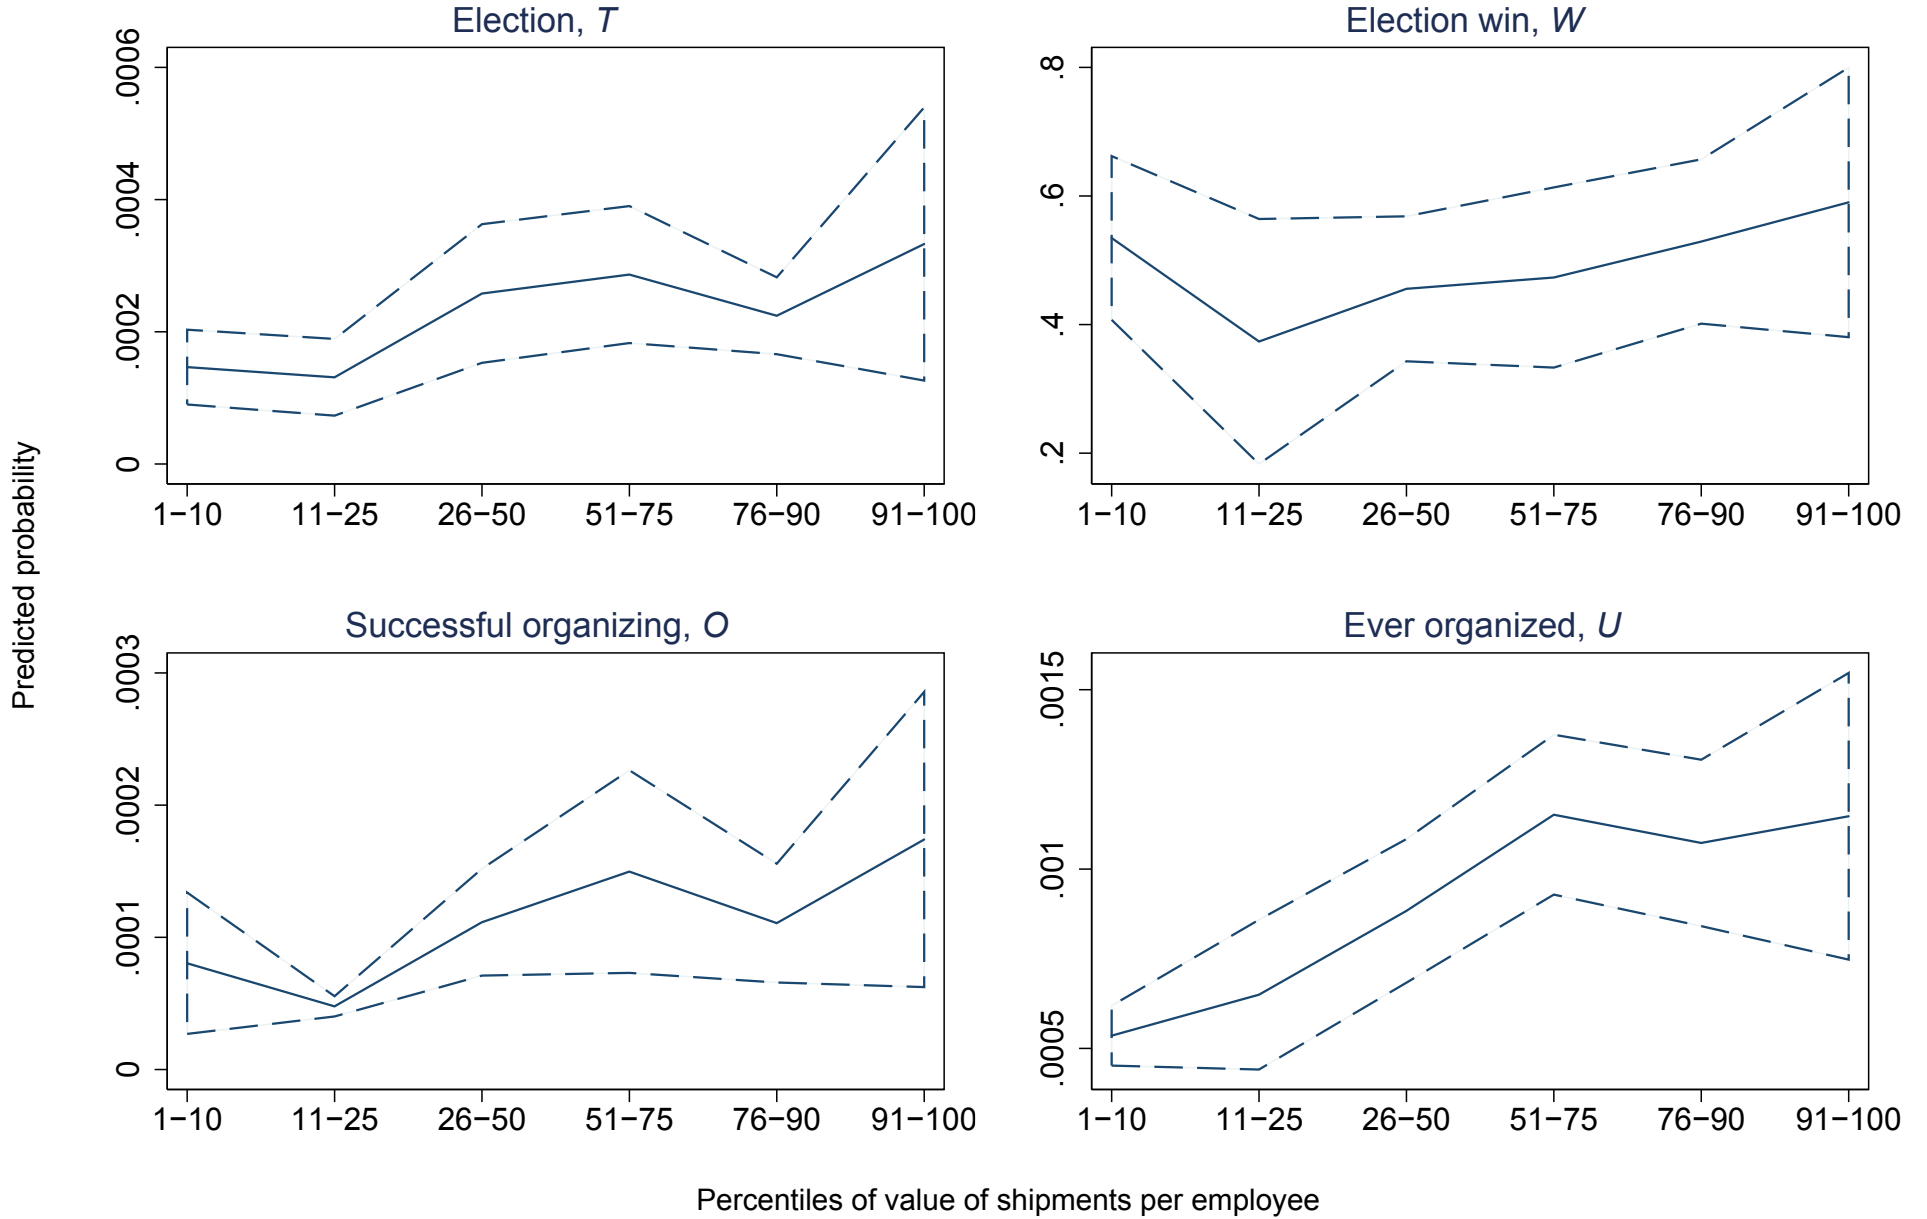 Election, T
.0006
.0004
.0002
0
1−10 11−25 26−50 51−75 76−90 91−100
Election win, W
.8
.6
.4
.2
1−10 11−25 26−50 51−75 76−90 91−100
Predicted probability
Successful organizing, O
.0003
.0002
.0001
0
1−10 11−25 26−50 51−75 76−90 91−100
Ever organized, U
.0015
.001
.0005
1−10 11−25 26−50 51−75 76−90 91−100
Percentiles of value of shipments per employee